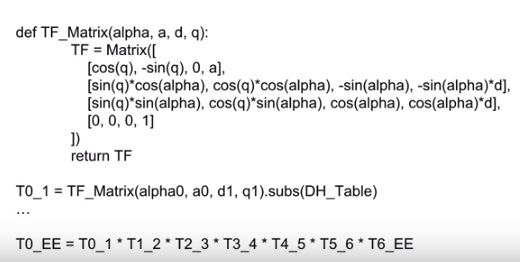 def TF_Matrix(alpha, a, d, q):
TF = Matrix([
[cos(q), -sin(q), 0, a],
[sin(q)*cos(alpha), cos(q)*cos(alpha), -sin(alpha), -sin(alpha)*d],
[sin(q)*sin(alpha), cos(q)*sin(alpha), cos(alpha), cos(alpha)*d],
[0, 0, 0, 1]
])
return TF
T0_1 = TF_Matrix(alpha0, a0, d1, q1).subs(DH_Table)
...
T0_EE = T0_1 * T1_2 * T2_3 * T3_4 * T4_5 * T5_6 * T6_EE